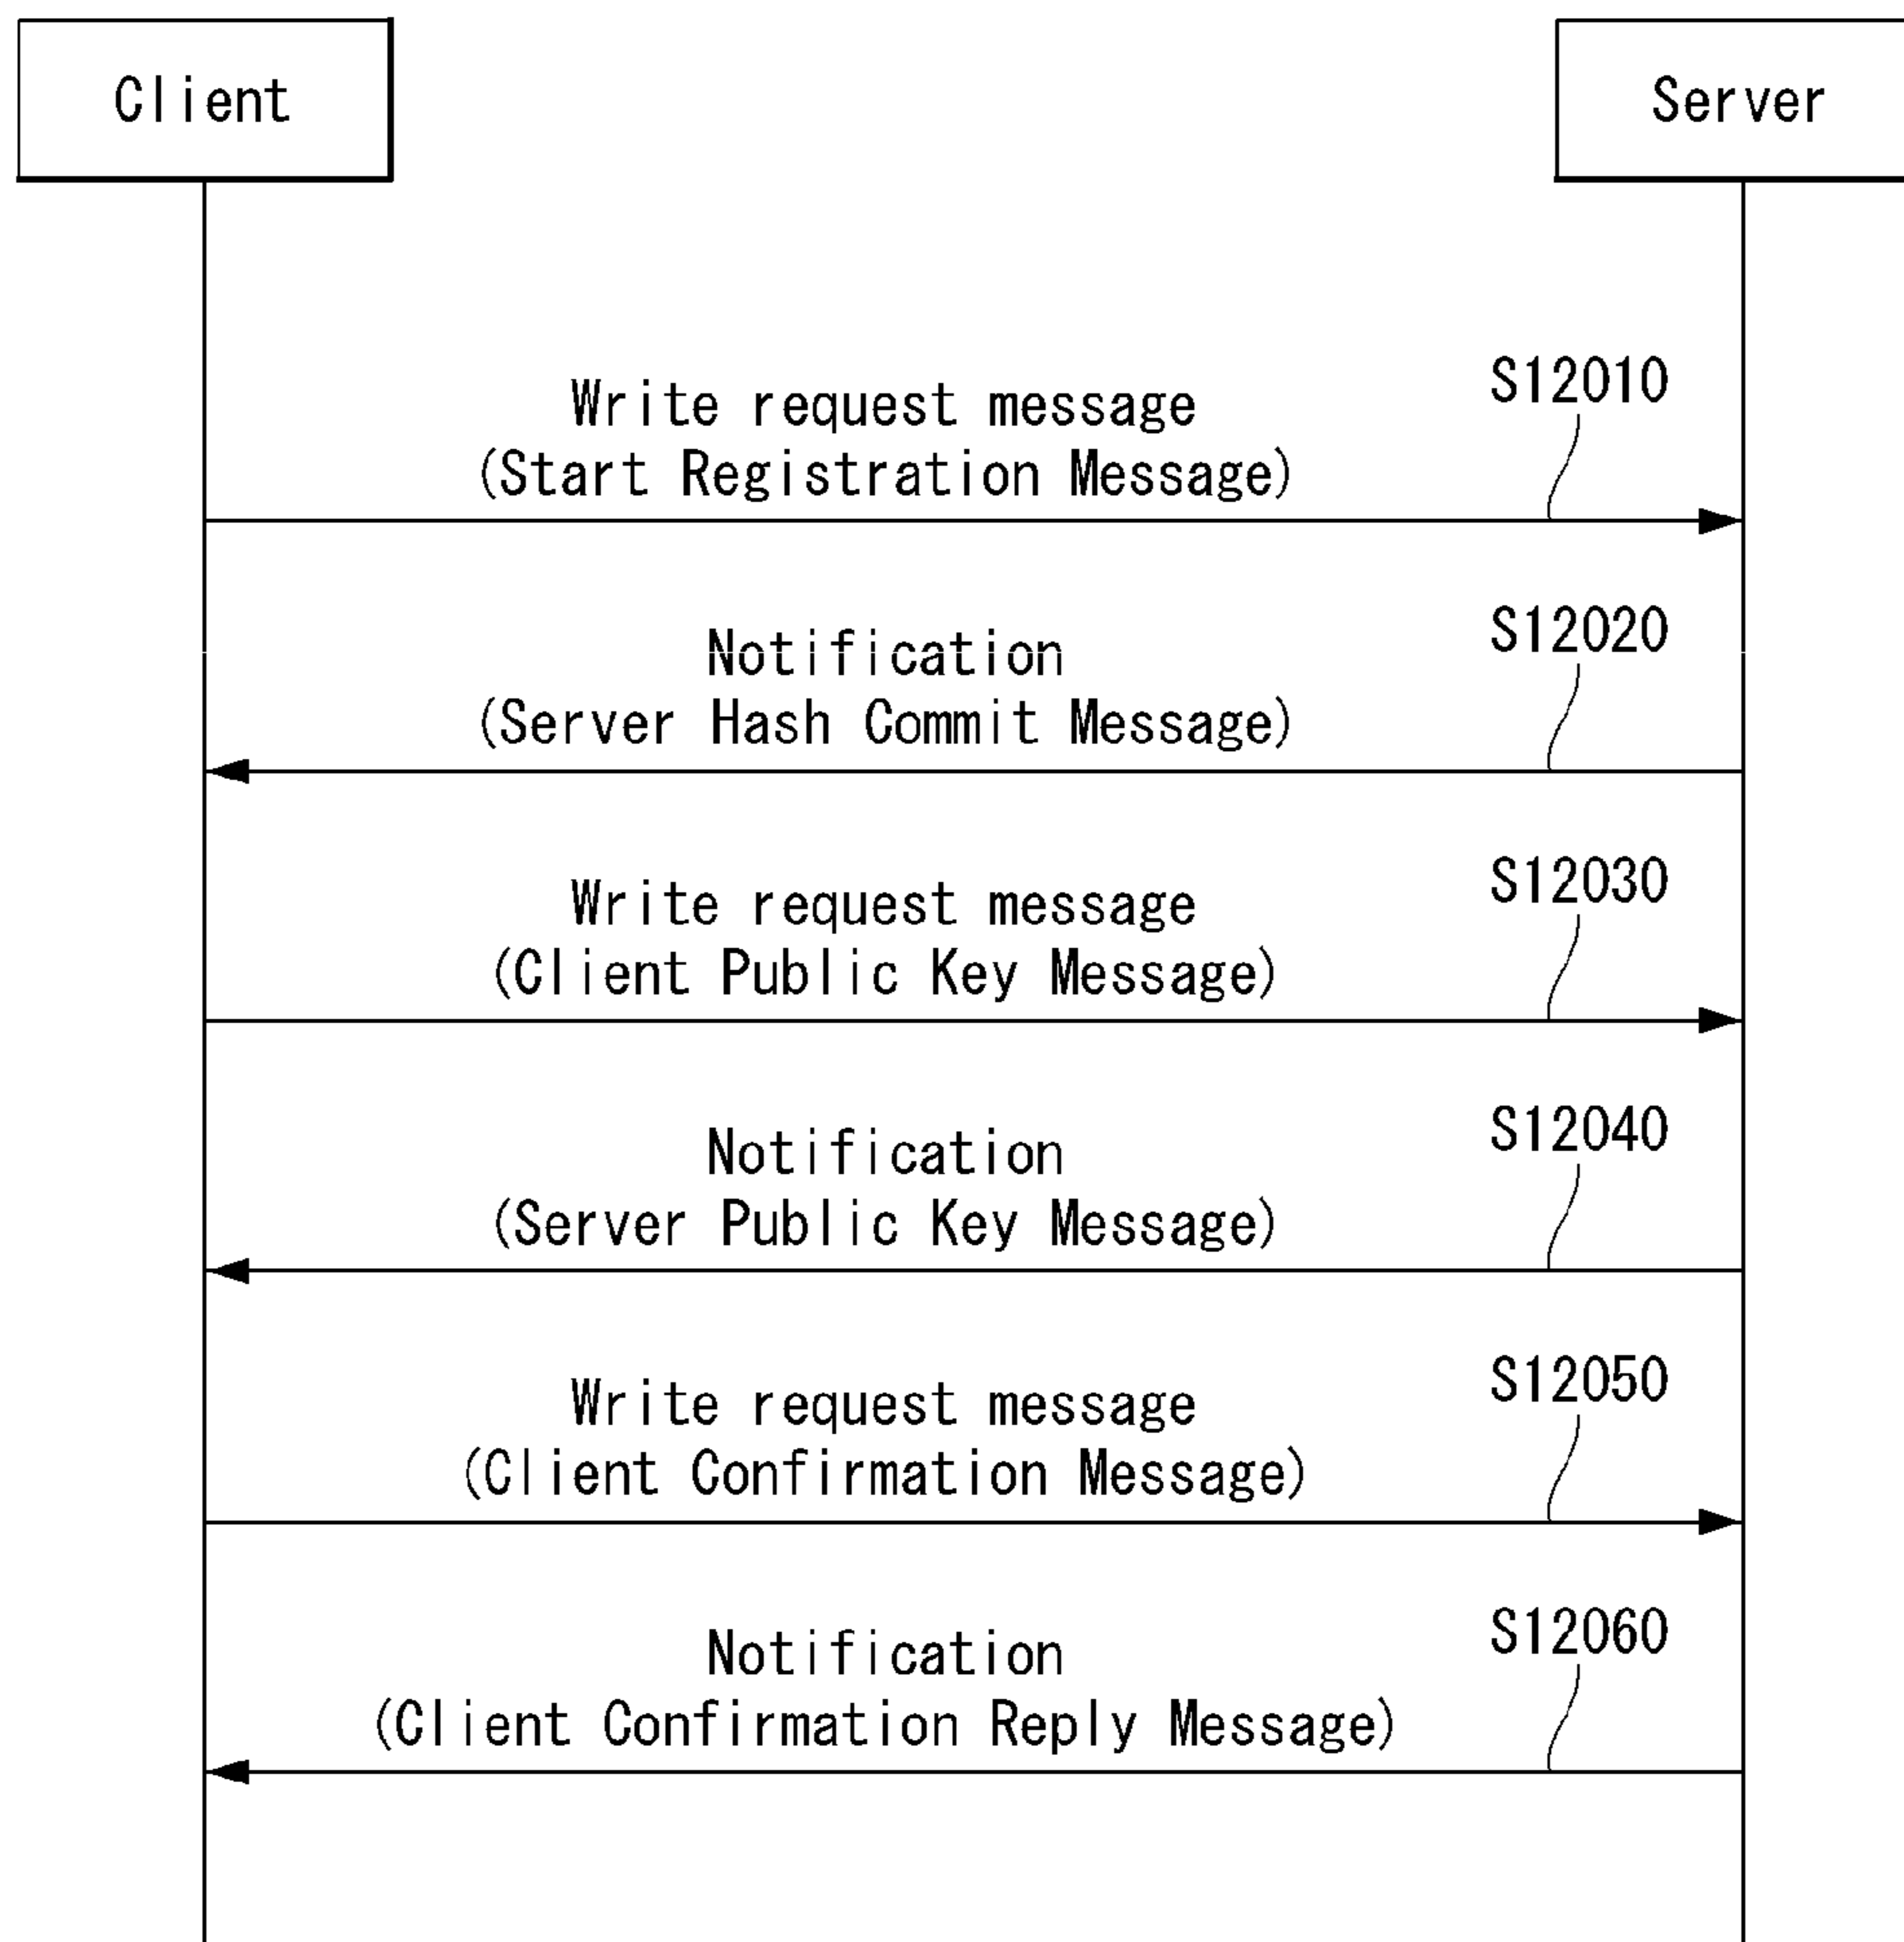 Client
Server
S12010
Write request message
(Start Registration Message)
S12020
Notification
(Server Hash Commit Message)
S12030
Write request message
(Client Public Key Message)
S12040
Notification
(Server Public Key Message)
S12050
Write request message
(Client Confirmation Message)
S12060
Notification
(Client Confirmation Reply Message)